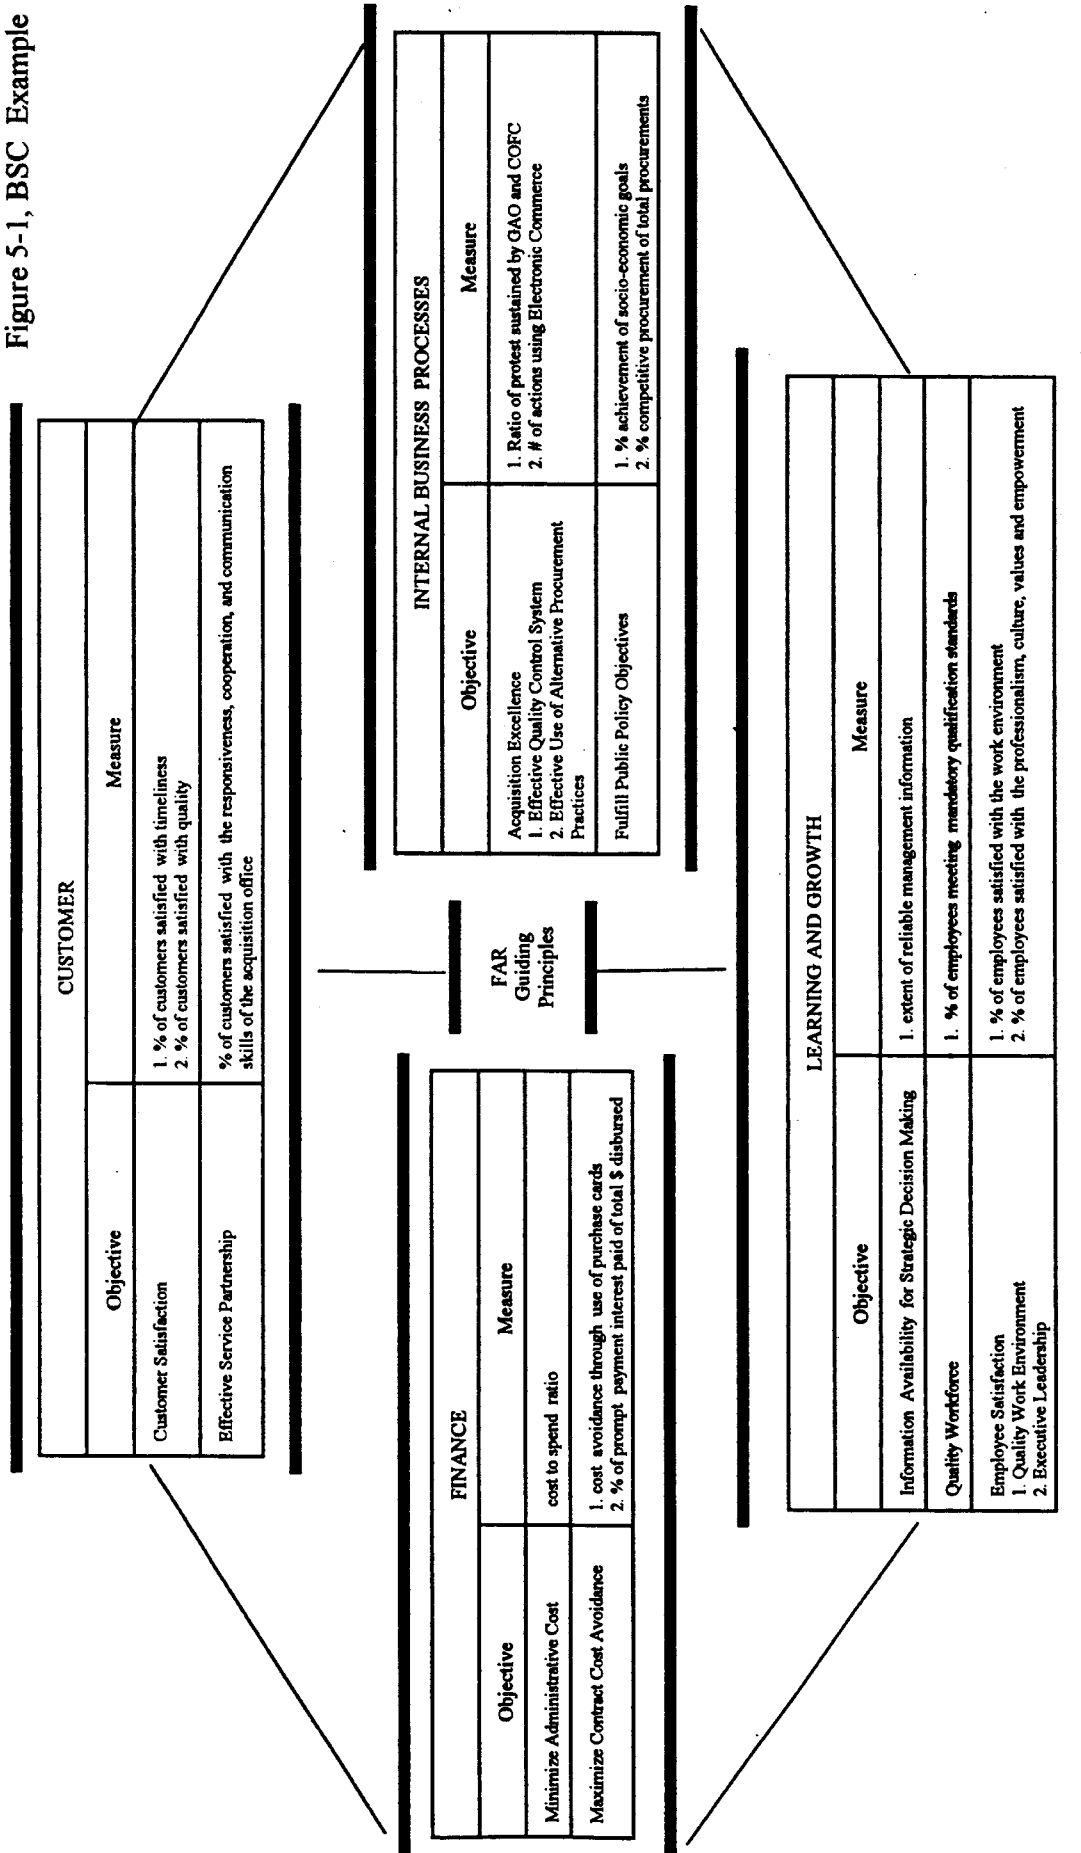 Figure 5-1, BSC Example
CUSTOMER
Objective
Measure
Customer Satisfaction
1. % of customers satisfied with timeliness
2. % of customers satisfied with quality
Effective Service Partnership
% of customers satisfied with the responsiveness, cooperation, and communication
skills of the acquisition office
FINANCE
Objective
Measure
Minimize Administrative Cost
cost to spend ratio
Maximize Contract Cost Avoidance
1. cost avoidance through use of purchase cards
2. % of prompt payment interest paid of total $ disbursed
FAR
Guiding
Principles
INTERNAL BUSINESS PROCESSES
Objective
Measure
Acquisition Excellence
1. Effective Quality Control System
2. Effective Use of Alternative Procurement
Practices
1. Ratio of protest sustained by GAO and COFC
2. # of actions using Electronic Commerce
Fulfill Public Policy Objectives
1. % achievement of socio-economic goals
2. % competitive procurement of total procurements
LEARNING AND GROWTH
Objective
Measure
Information Availability for Strategic Decision Making
1. extent of reliable management information
Quality Workforce
1. % of employees meeting mandatory qualification standards
Employee Satisfaction
1. Quality Work Environment
2. Executive Leadership
1. % of employees satisfied with the work environment
2. % of employees satisfied with the professionalism, culture, values and empowerment